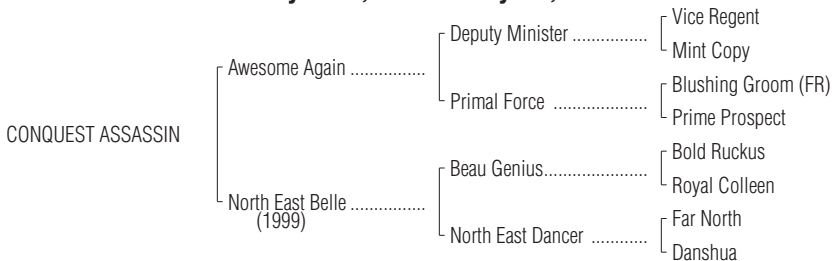 Vice Regent
Deputy Minister ................
Mint Copy
Awesome Again ................
Blushing Groom (FR)
Primal Force ....................
Prime Prospect
CONQUEST ASSASSIN
Bold Ruckus
Beau Genius......................
Royal Colleen
North East Belle ................
(1999)
Far North
North East Dancer ............
Danshua